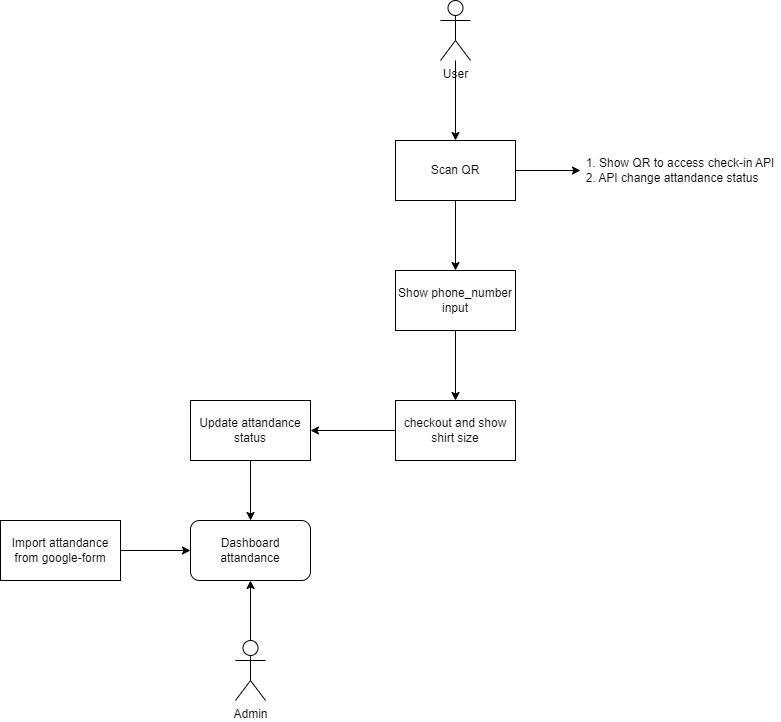 User
Scan QR
1. Show QR to access check-in API
2. API change attandance status
Show phone_number
input
Update attandance
status
checkout and show
shirt size
Import attandance
from google-form
Dashboard
attandance
Admin